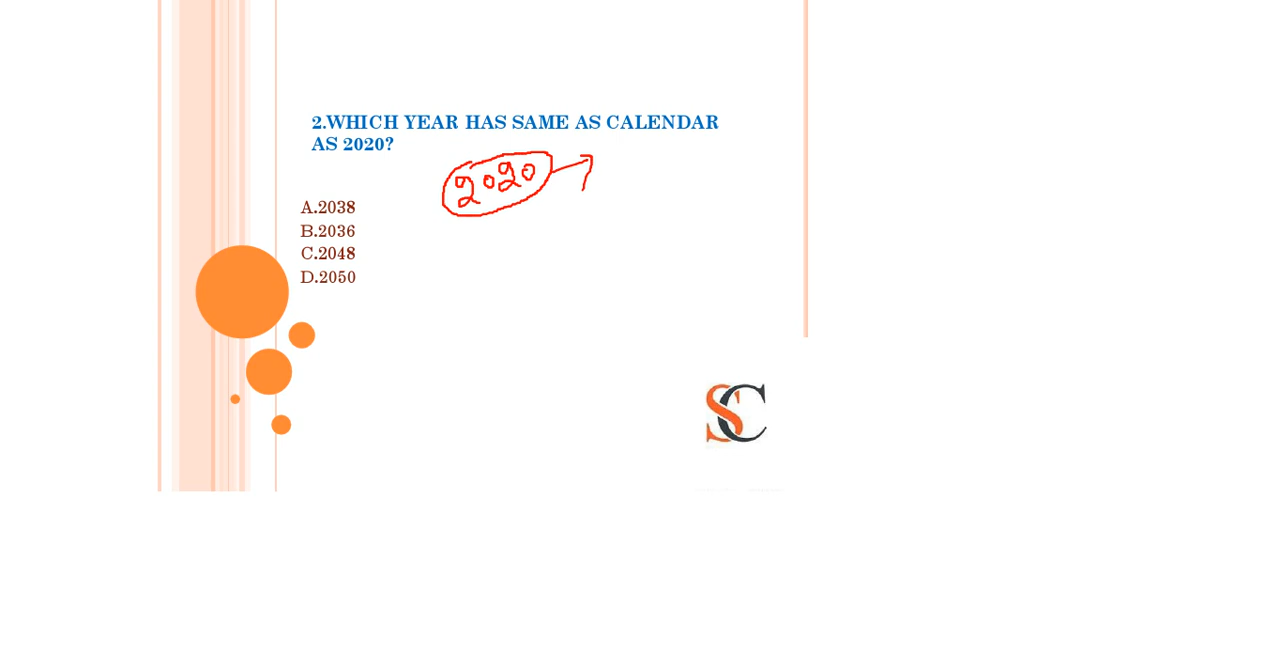 2.WHICH YEAR HAS SAME AS CALENDAR
AS 2020?
2020
A.2038
B.2036
C.2048
D.2050
SC